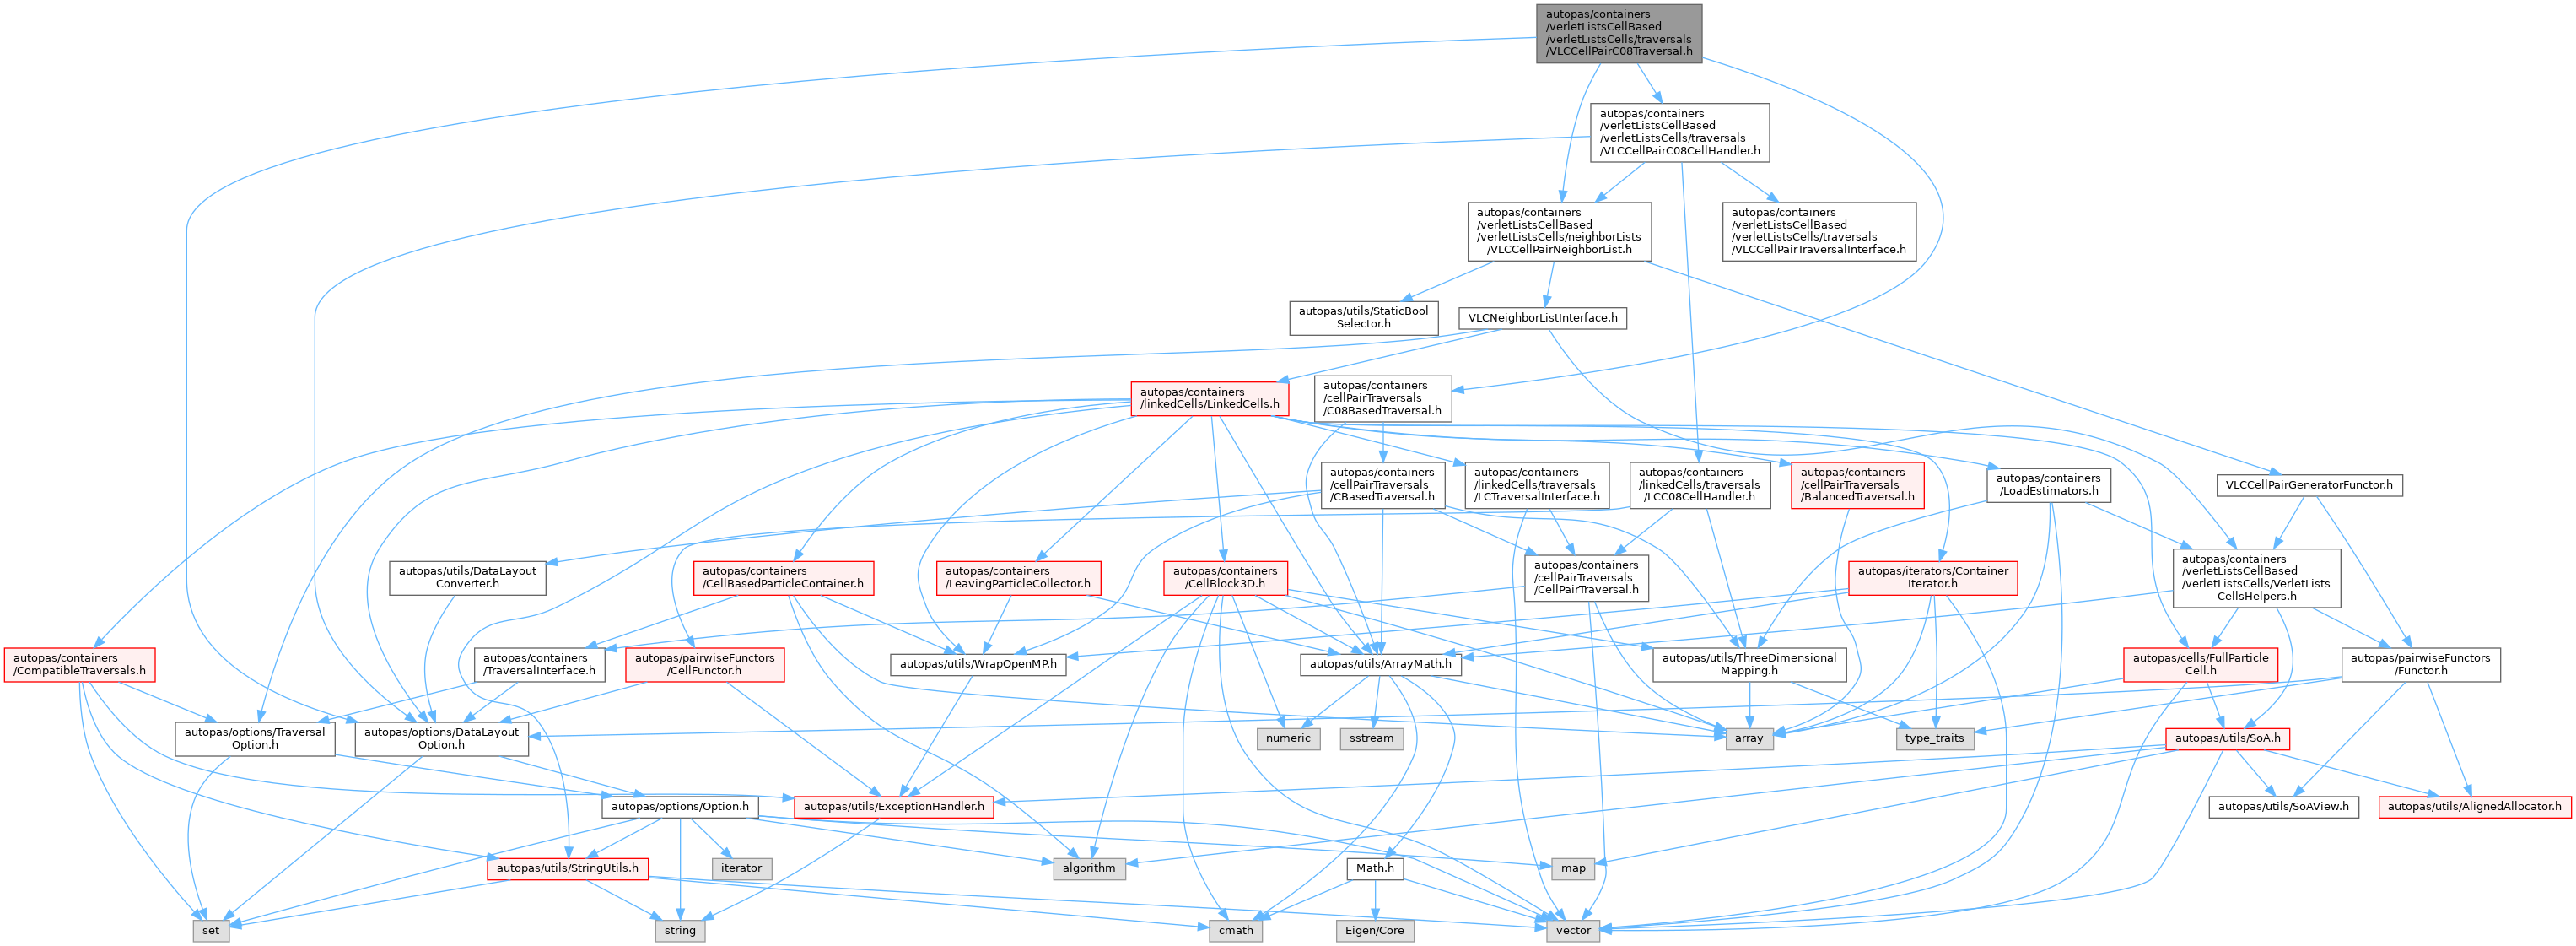 autopas/containers
/verletListsCellBased
/verletListsCells/traversals
/VLCCellPairC08Traversal.h
autopas/containers
/verletListsCellBased
/verletListsCells/traversals
/VLCCellPairC08CellHandler.h
autopas/containers
/verletListsCellBased
/verletListsCells/neighborLists
/VLCCellPairNeighborList.h
autopas/containers
/verletListsCellBased
/verletListsCells/traversals
/VLCCellPairTraversalInterface.h
autopas/utils/StaticBool
Selector.h
VLCNeighborListInterface.h
autopas/containers
/linkedCells/LinkedCells.h
autopas/containers
/cellPairTraversals
/C08BasedTraversal.h
autopas/containers
/cellPairTraversals
/CBasedTraversal.h
autopas/containers
/linkedCells/traversals
/LCTraversalInterface.h
autopas/containers
/linkedCells/traversals
/LCC08CellHandler.h
autopas/containers
/cellPairTraversals
/BalancedTraversal.h
autopas/containers
/LoadEstimators.h
VLCCellPairGeneratorFunctor.h
autopas/utils/DataLayout
Converter.h
autopas/containers
/CellBasedParticleContainer.h
autopas/containers
/LeavingParticleCollector.h
autopas/containers
/CellBlock3D.h
autopas/containers
/cellPairTraversals
/CellPairTraversal.h
autopas/iterators/Container
Iterator.h
autopas/containers
/verletListsCellBased
/verletListsCells/VerletLists
CellsHelpers.h
autopas/containers
/CompatibleTraversals.h
autopas/containers
/TraversalInterface.h
autopas/pairwiseFunctors
/CellFunctor.h
autopas/utils/WrapOpenMP.h
autopas/utils/ArrayMath.h
autopas/utils/ThreeDimensional
Mapping.h
autopas/cells/FullParticle
Cell.h
autopas/pairwiseFunctors
/Functor.h
autopas/options/Traversal
Option.h
autopas/options/DataLayout
Option.h
numeric
sstream
array
type_traits
autopas/utils/SoA.h
autopas/options/Option.h
autopas/utils/ExceptionHandler.h
autopas/utils/SoAView.h
autopas/utils/AlignedAllocator.h
autopas/utils/StringUtils.h
iterator
algorithm
Math.h
map
set
string
cmath
Eigen/Core
vector